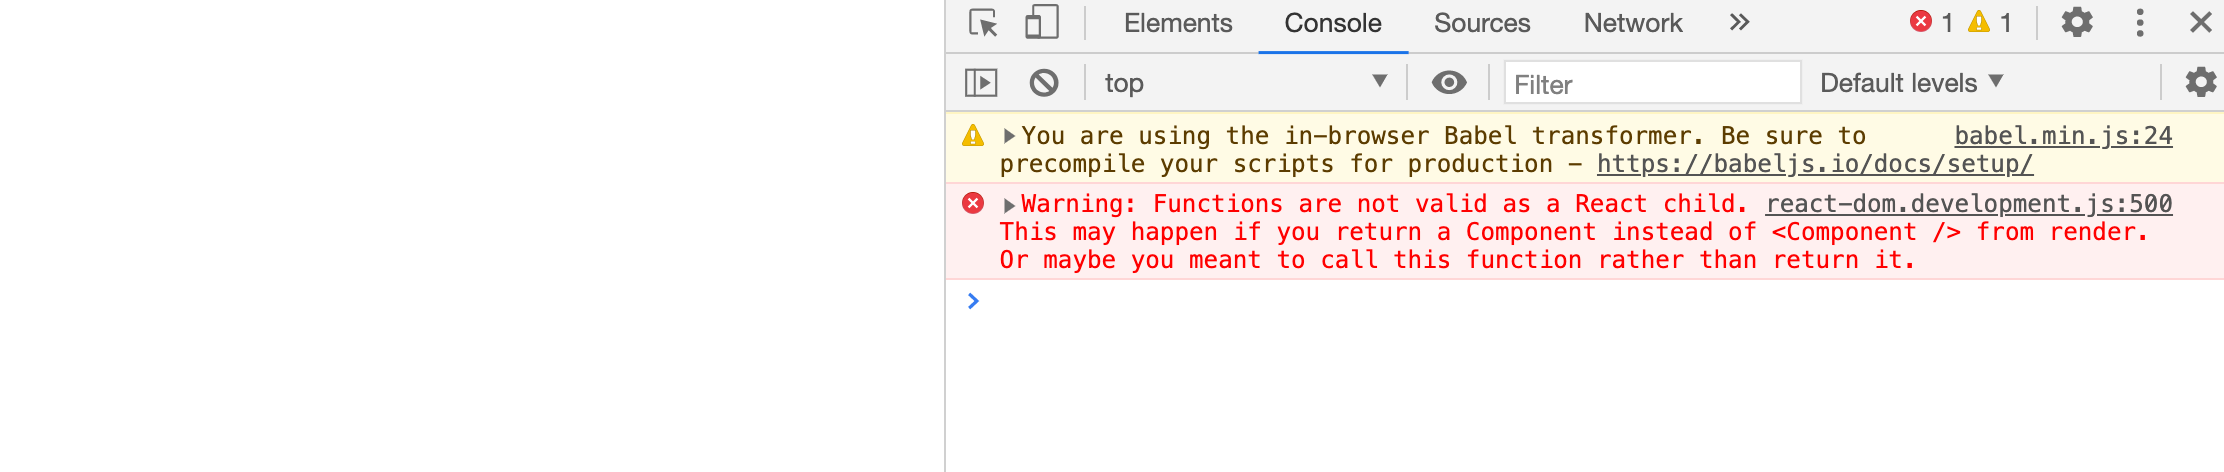 Elements Console Sources Network 1 1
top Filter Default levels
You are using the in-browser Babel transformer. Be sure to babel.min.js:24
precompile your scripts for production – https://babeljs.io/docs/setup/
Warning: Functions are not valid as a React child. react-dom.development.js:500
This may happen if you return a Component instead of <Component /> from render.
Or maybe you meant to call this function rather than return it.